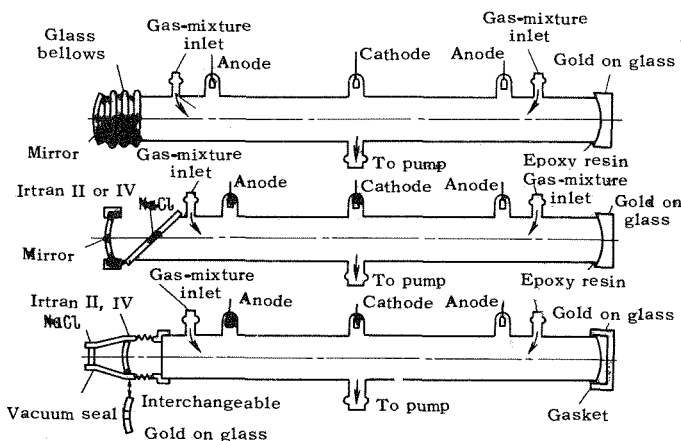 Glass
bellows
Gas-mixture
inlet
Anode
Cathode
Anode
Gas-mixture
inlet
Gold on glass
Mirror
To pump
Epoxy resin
Irtran II or IV
NaCl
Gas-mixture
inlet
Anode
Cathode
Anode
Gas-mixture
inlet
Gold on
glass
Mirror
To pump
Epoxy resin
Irtran II, IV
NaCl
Gas-mixture
inlet
Anode
Cathode
Anode
Gold on glass
Vacuum seal
Interchangeable
Gold on glass
To pump
Gasket